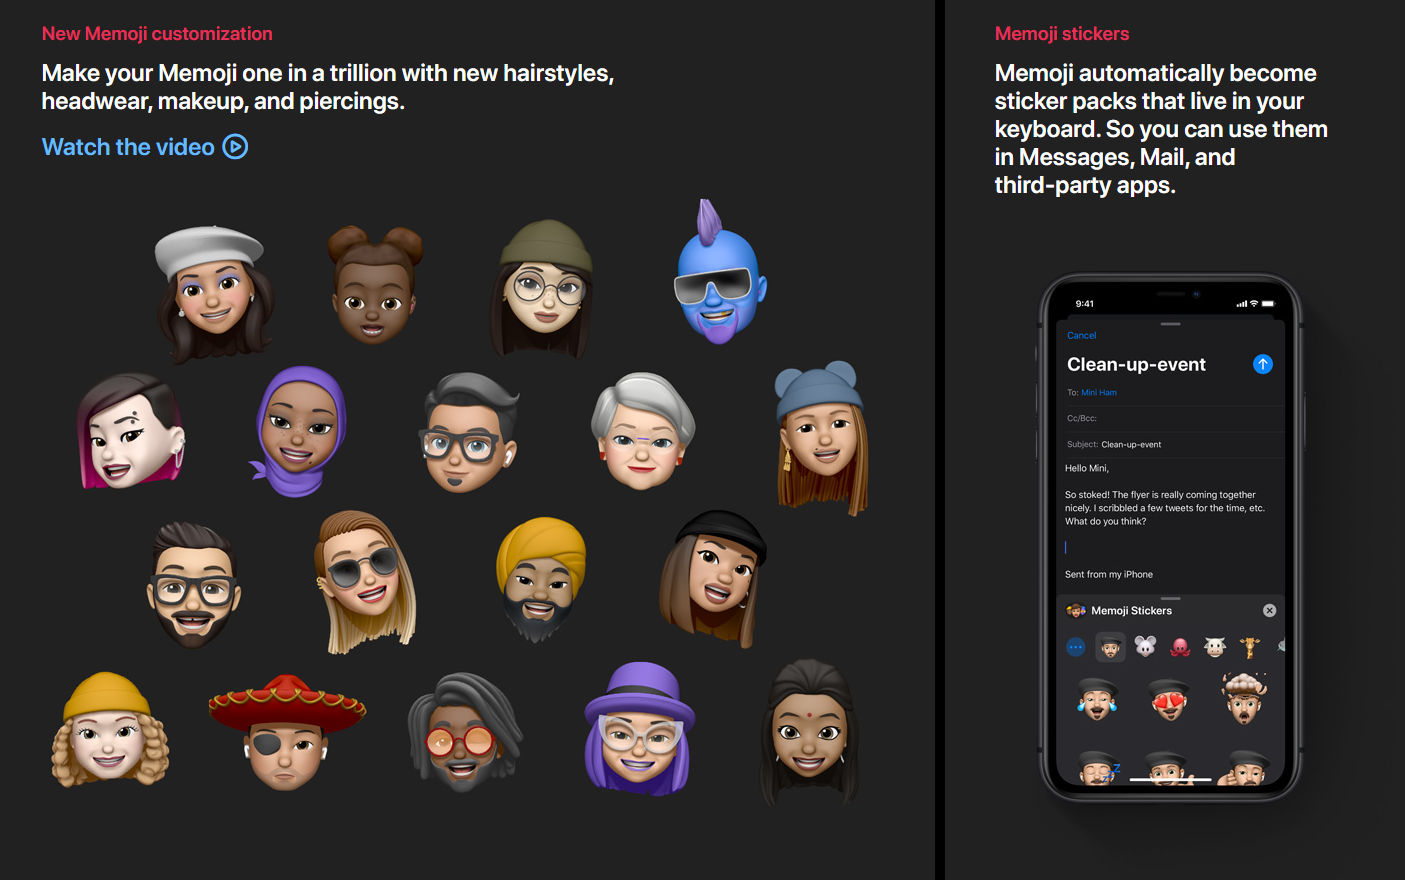 New Memoji customization
Make your Memoji one in a trillion with new hairstyles,
headwear, makeup, and piercings.
Watch the video
Memoji stickers
Memoji automatically become
sticker packs that live in your
keyboard. So you can use them
in Messages, Mail, and
third-party apps.
9:41
Cancel
Clean-up-event
To: Mini Ham
Cc/Bcc:
Subject: Clean-up-event
Hello Mini,
So stoked! The flyer is really coming together
nicely. I scribbled a few tweets for the time, etc.
What do you think?
Sent from my iPhone
Memoji Stickers
ZZ